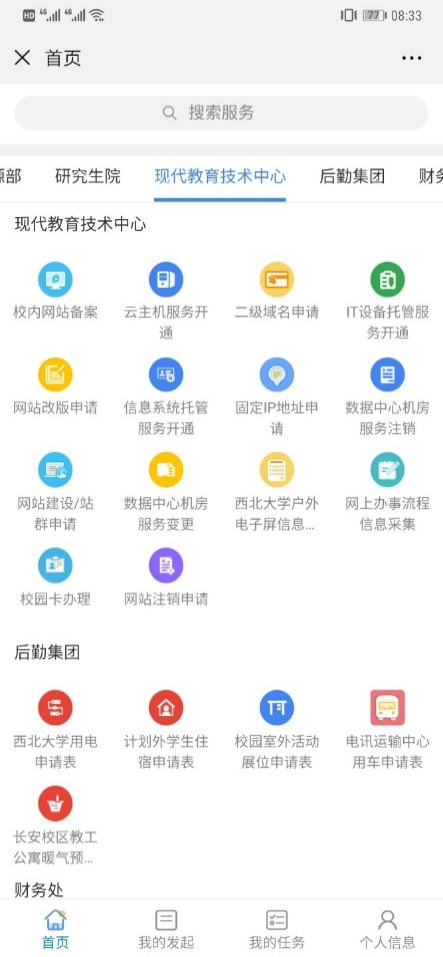 HD 4G 4G 77 08:33
首页
搜索服务
源部 研究生院 现代教育技术中心 后勤集团 财务
现代教育技术中心
校内网站备案 云主机服务开 二级域名申请 IT设备托管服
通 务开通
网站改版申请 信息系统托管 固定IP地址申 数据中心机房
服务开通 请 服务注销
网站建设/站 数据中心机房 西北大学户外 网上办事流程
群申请 服务变更 电子屏信息... 信息采集
校园卡办理 网站注销申请
后勤集团
西北大学用电 计划外学生住 校园室外活动 电讯运输中心
申请表 宿申请表 展位申请表 用车申请表
长安校区教工
公寓暖气预...
财务处
首页 我的发起 我的任务 个人信息